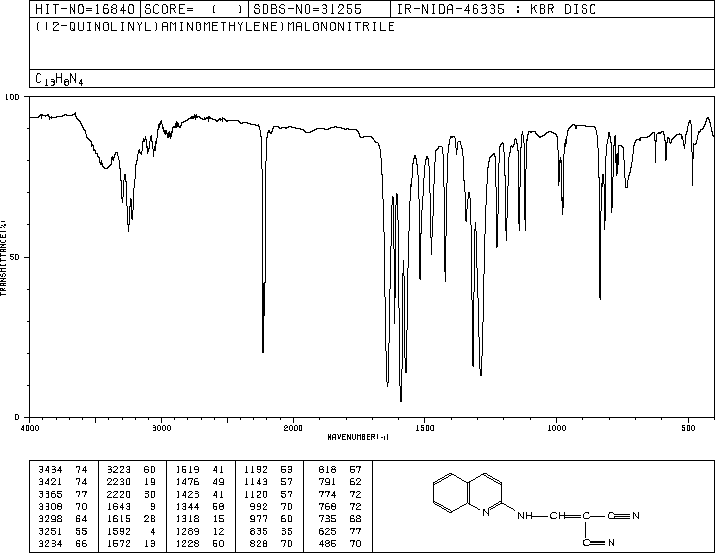 HIT-NO=16840 SCORE= ( ) SDBS-NO=31255 IR-NIDA-46335 : KBR DISC
((2-QUINOLINYL)AMINOMETHYLENE)MALONONITRILE
C13H8N4
100
50
0
TRANSMITTANCE(%)
4000 3000 2000 1500 1000 500
WAVENUMBER(-1)
3434 74 3223 60 1519 41 1192 53 818 57
3421 74 2230 19 1476 49 1143 57 791 62
3365 77 2220 30 1423 41 1120 57 774 72
3308 70 1643 9 1344 58 992 70 768 72
3298 64 1615 28 1318 15 977 60 735 68
3251 55 1592 4 1289 12 835 35 625 77
3234 66 1572 13 1228 50 828 70 486 70
N NH CH C C≡N
C≡N